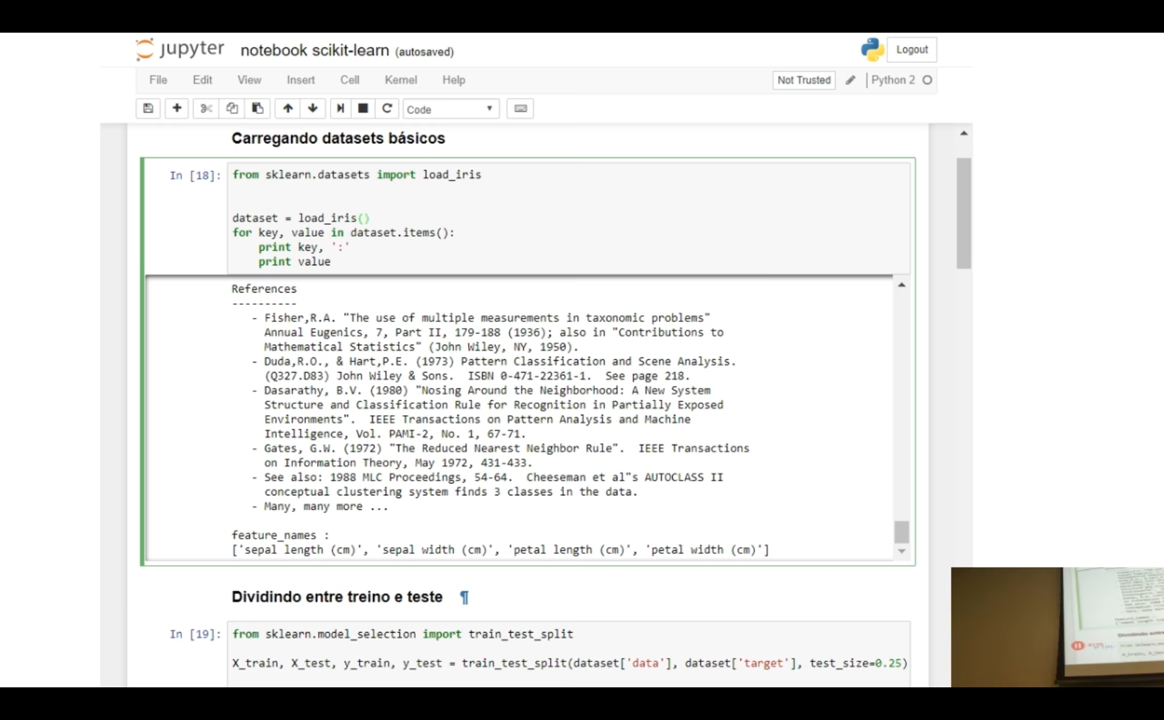 jupyter notebook scikit-learn (autosaved) Logout
File Edit View Insert Cell Kernel Help Not Trusted Python 2
Code
Carregando datasets básicos
In [18]: from sklearn.datasets import load_iris
dataset = load_iris()
for key, value in dataset.items():
print key, ':'
print value
References
----------
- Fisher,R.A. "The use of multiple measurements in taxonomic problems"
Annual Eugenics, 7, Part II, 179-188 (1936); also in "Contributions to
Mathematical Statistics" (John Wiley, NY, 1950).
- Duda,R.O., & Hart,P.E. (1973) Pattern Classification and Scene Analysis.
(Q327.D83) John Wiley & Sons.  ISBN 0-471-22361-1.  See page 218.
- Dasarathy, B.V. (1980) "Nosing Around the Neighborhood: A New System
Structure and Classification Rule for Recognition in Partially Exposed
Environments".  IEEE Transactions on Pattern Analysis and Machine
Intelligence, Vol. PAMI-2, No. 1, 67-71.
- Gates, G.W. (1972) "The Reduced Nearest Neighbor Rule".  IEEE Transactions
on Information Theory, May 1972, 431-433.
- See also: 1988 MLC Proceedings, 54-64.  Cheeseman et al"s AUTOCLASS II
conceptual clustering system finds 3 classes in the data.
- Many, many more ...
feature_names :
['sepal length (cm)', 'sepal width (cm)', 'petal length (cm)', 'petal width (cm)']
Dividindo entre treino e teste ¶
In [19]: from sklearn.model_selection import train_test_split
X_train, X_test, y_train, y_test = train_test_split(dataset['data'], dataset['target'], test_size=0.25)